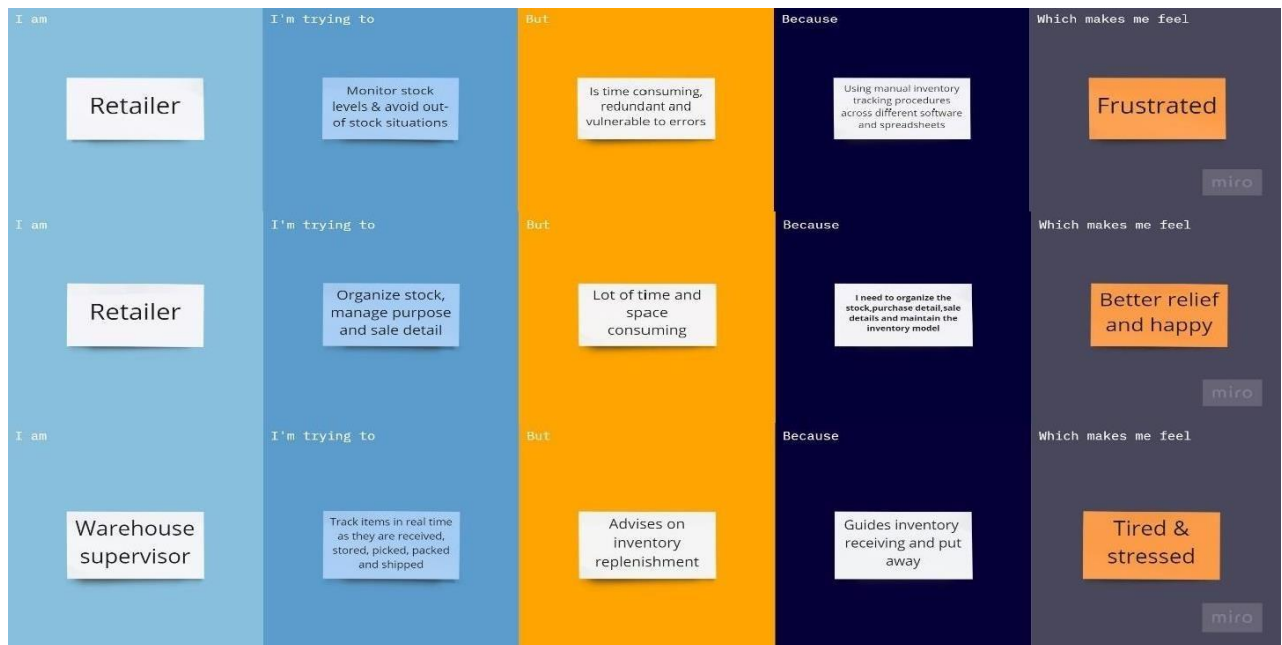 I am
I'm trying to
But
Because
Which makes me feel
Retailer
Monitor stock
levels & avoid out-
of stock situations
Is time consuming,
redundant and
vulnerable to errors
Using manual inventory
tracking procedures
across different software
and spreadsheets
Frustrated
miro
I am
I'm trying to
But
Because
Which makes me feel
Retailer
Organize stock,
manage purpose
and sale detail
Lot of time and
space
consuming
I need to organize the
stock,purchase detail,sale
details and maintain the
inventory model
Better relief
and happy
miro
I am
I'm trying to
But
Because
Which makes me feel
Warehouse
supervisor
Track items in real time
as they are received,
stored, picked, packed
and shipped
Advises on
inventory
replenishment
Guides inventory
receiving and put
away
Tired &
stressed
miro